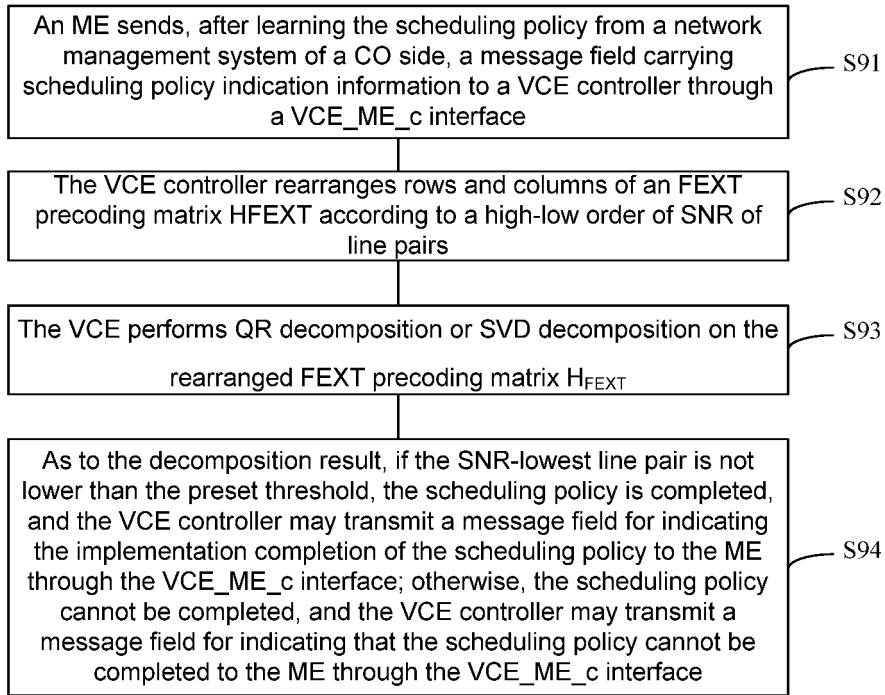 An ME sends, after learning the scheduling policy from a network
management system of a CO side, a message field carrying
scheduling policy indication information to a VCE controller through
a VCE_ME_c interface
S91
The VCE controller rearranges rows and columns of an FEXT
precoding matrix HFEXT according to a high-low order of SNR of
line pairs
S92
The VCE performs QR decomposition or SVD decomposition on the
rearranged FEXT precoding matrix HFEXT
S93
As to the decomposition result, if the SNR-lowest line pair is not
lower than the preset threshold, the scheduling policy is completed,
and the VCE controller may transmit a message field for indicating
the implementation completion of the scheduling policy to the ME
through the VCE_ME_c interface; otherwise, the scheduling policy
cannot be completed, and the VCE controller may transmit a
message field for indicating that the scheduling policy cannot be
completed to the ME through the VCE_ME_c interface
S94